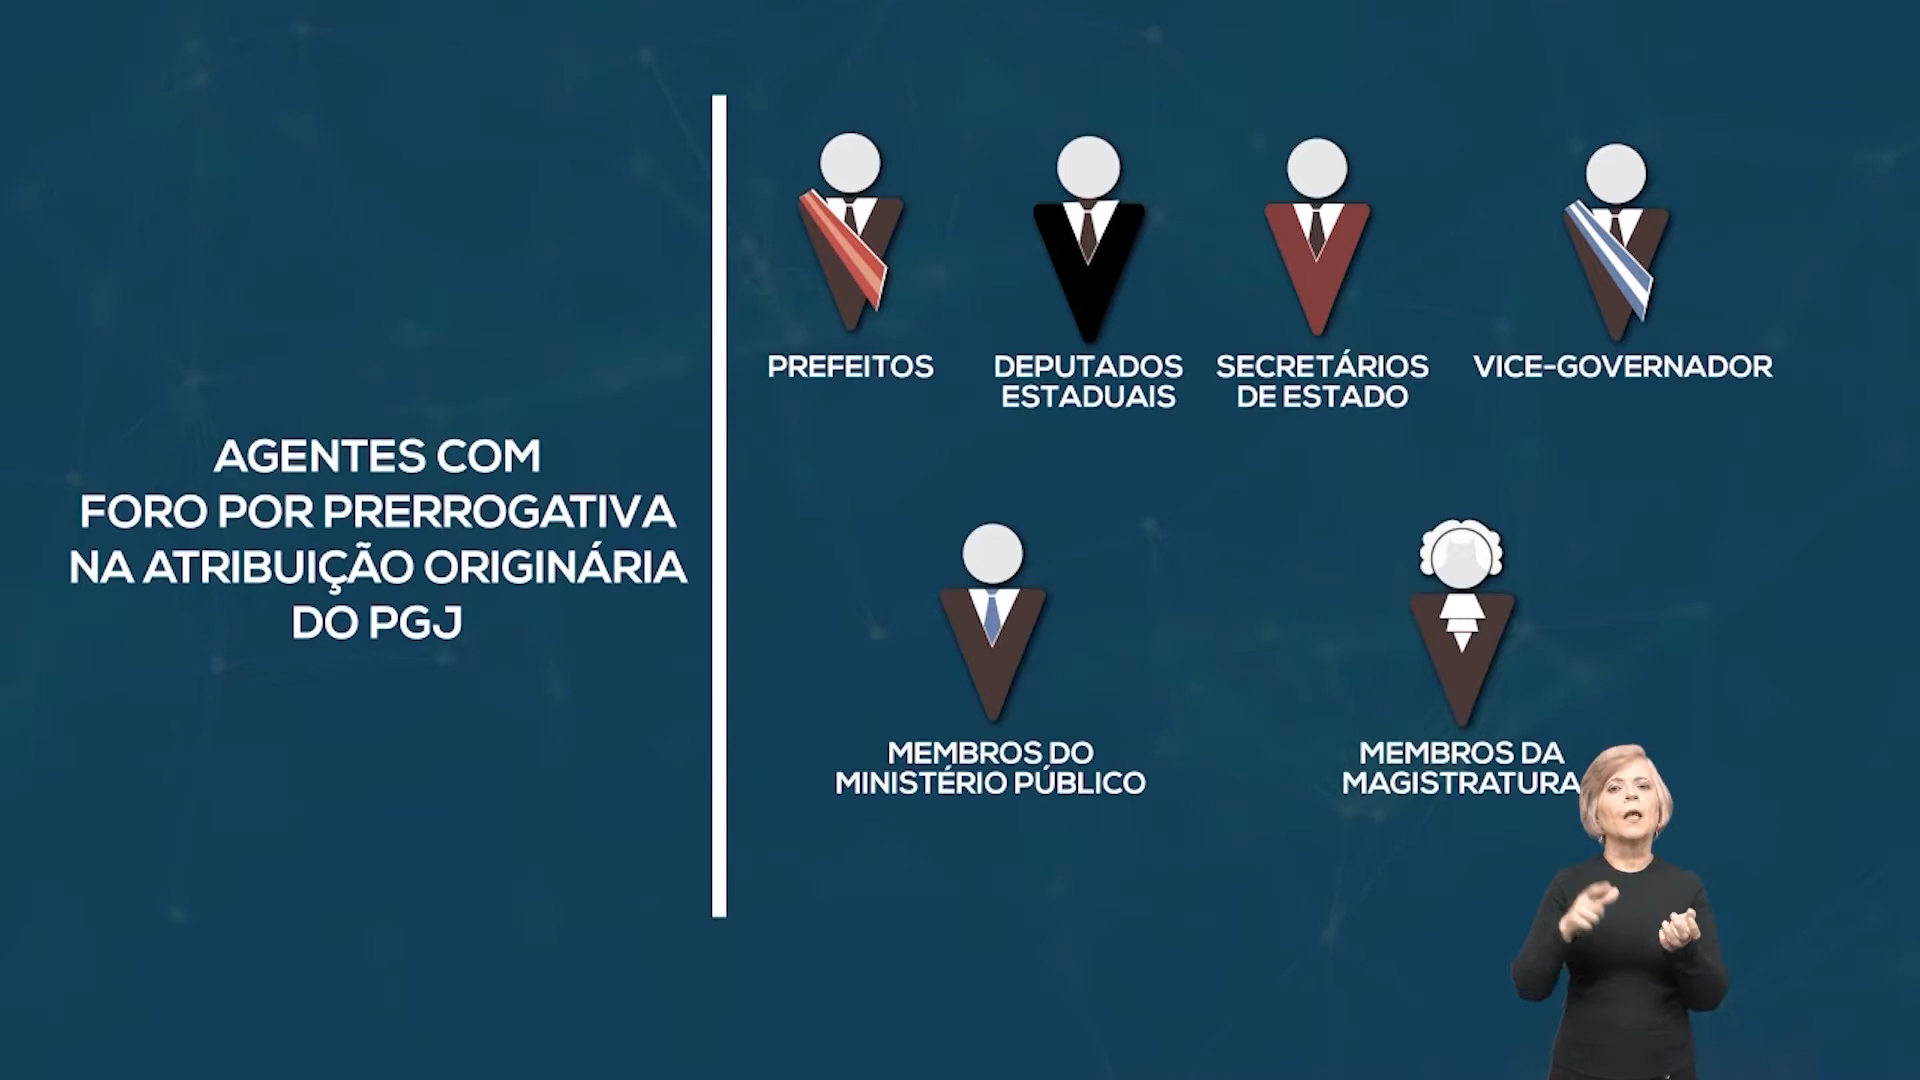 AGENTES COM
FORO POR PRERROGATIVA
NA ATRIBUIÇÃO ORIGINÁRIA
DO PGJ
PREFEITOS
DEPUTADOS
ESTADUAIS
SECRETÁRIOS
DE ESTADO
VICE-GOVERNADOR
MEMBROS DO
MINISTÉRIO PÚBLICO
MEMBROS DA
MAGISTRATURA